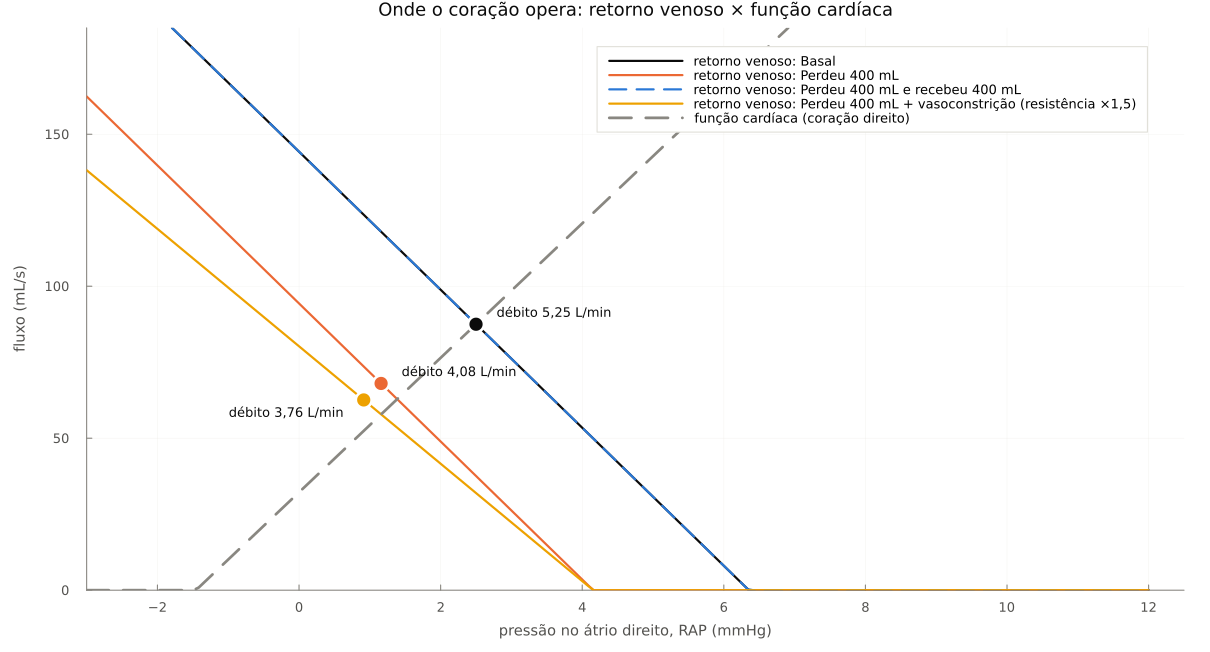 Onde o coração opera: retorno venoso × função cardíaca
retorno venoso: Basal
retorno venoso: Perdeu 400 mL
retorno venoso: Perdeu 400 mL e recebeu 400 mL
retorno venoso: Perdeu 400 mL + vasoconstrição (resistência ×1,5)
função cardíaca (coração direito)
150
100
50
0
fluxo (mL/s)
débito 5,25 L/min
débito 4,08 L/min
débito 3,76 L/min
−2 0 2 4 6 8 10 12
pressão no átrio direito, RAP (mmHg)